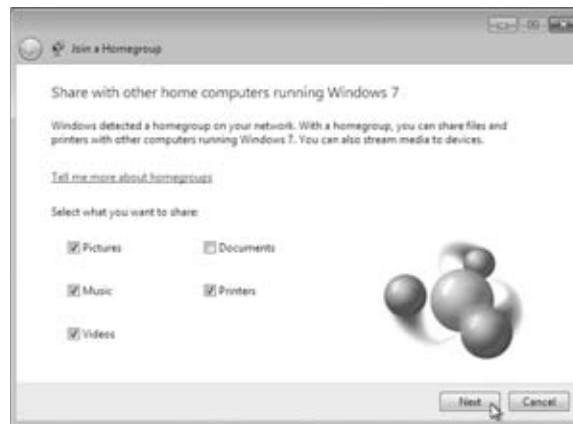 Join a Homegroup
Share with other home computers running Windows 7
Windows detected a homegroup on your network. With a homegroup, you can share files and
printers with other computers running Windows 7. You can also stream media to devices.
Tell me more about homegroups
Select what you want to share:
Pictures
Documents
Music
Printers
Videos
Next
Cancel